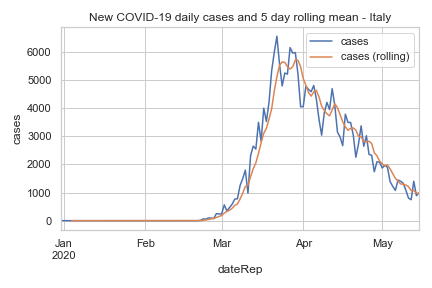 New COVID-19 daily cases and 5 day rolling mean - Italy
cases
cases (rolling)
6000
5000
4000
3000
2000
1000
0
cases
Jan
2020
Feb
Mar
Apr
May
dateRep